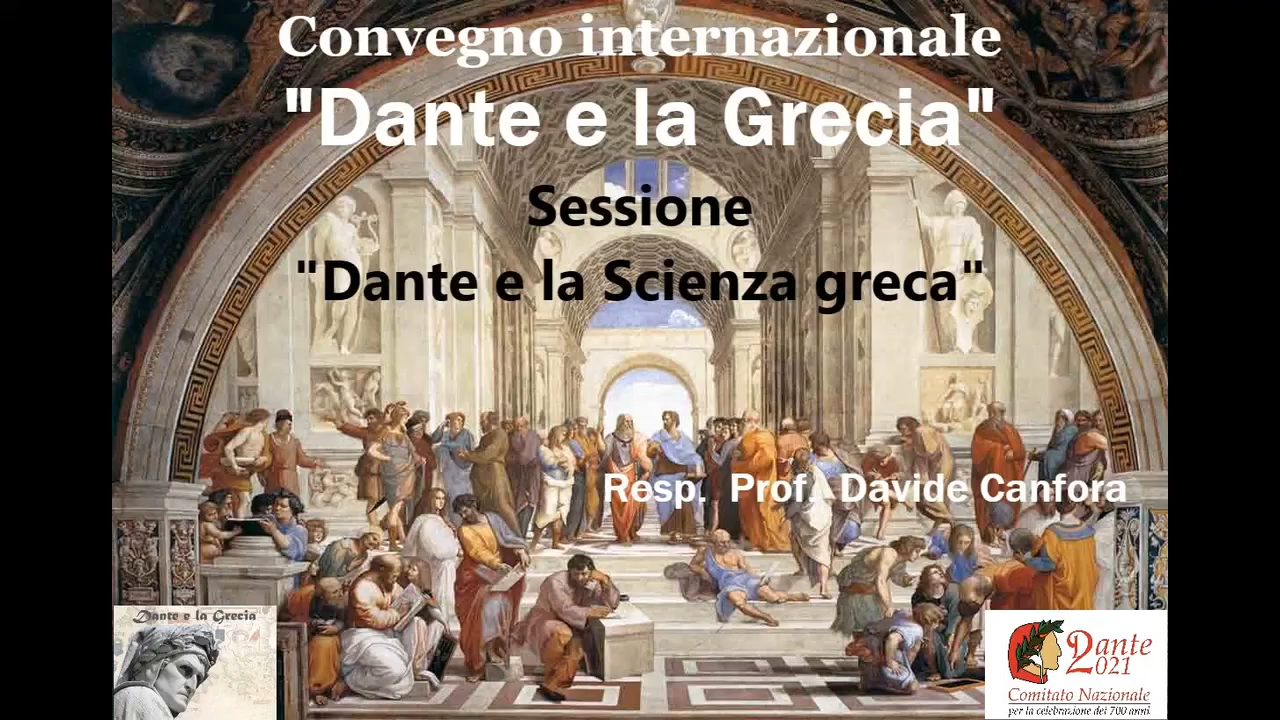 Convegno internazionale
"Dante e la Grecia"
Sessione
"Dante e la Scienza greca"
Resp. Prof. Davide Canfora
Dante e la Grecia
Dante
2021
Comitato Nazionale
per la celebrazione dei 700 anni